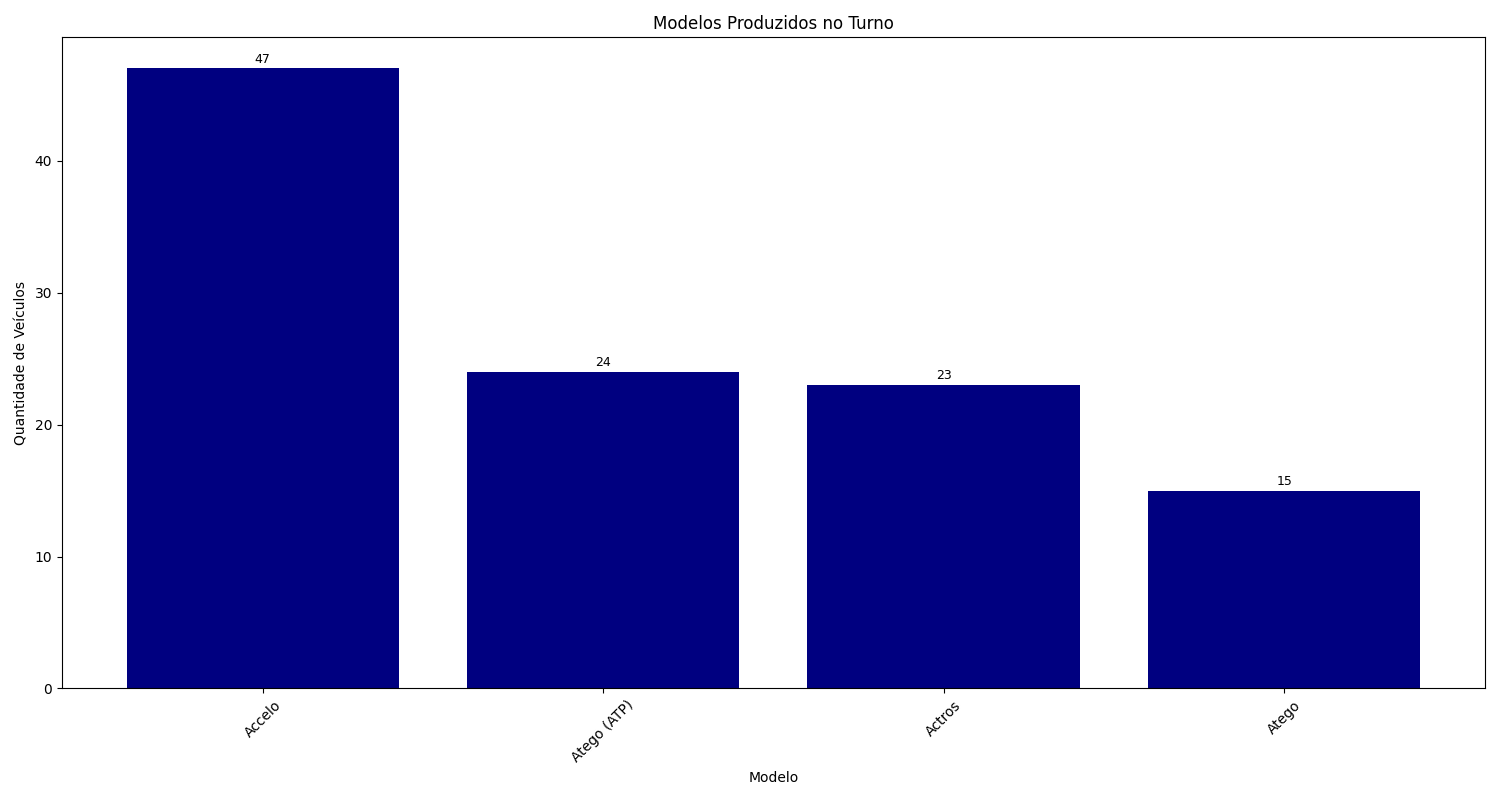 Modelos Produzidos no Turno
47
24
23
15
40
30
20
10
0
Quantidade de Veículos
Accelo
Atego (ATP)
Actros
Atego
Modelo